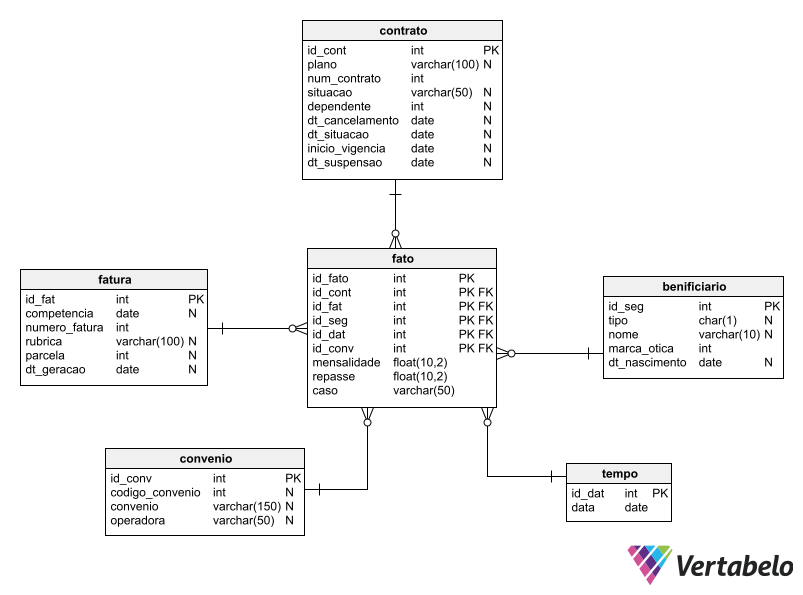 contrato
id_cont int PK
plano varchar(100) N
num_contrato int
situacao varchar(50) N
dependente int N
dt_cancelamento date N
dt_situacao date N
inicio_vigencia date N
dt_suspensao date N
fato
id_fato int PK
id_cont int PK FK
id_fat int PK FK
id_seg int PK FK
id_dat int PK FK
id_conv int PK FK
mensalidade float(10,2)
repasse float(10,2)
caso varchar(50)
fatura
id_fat int PK
competencia date N
numero_fatura int
rubrica varchar(100) N
parcela int N
dt_geracao date N
benificiario
id_seg int PK
tipo char(1) N
nome varchar(10) N
marca_otica int
dt_nascimento date N
convenio
id_conv int PK
codigo_convenio int N
convenio varchar(150) N
operadora varchar(50) N
tempo
id_dat int PK
data date
Vertabelo